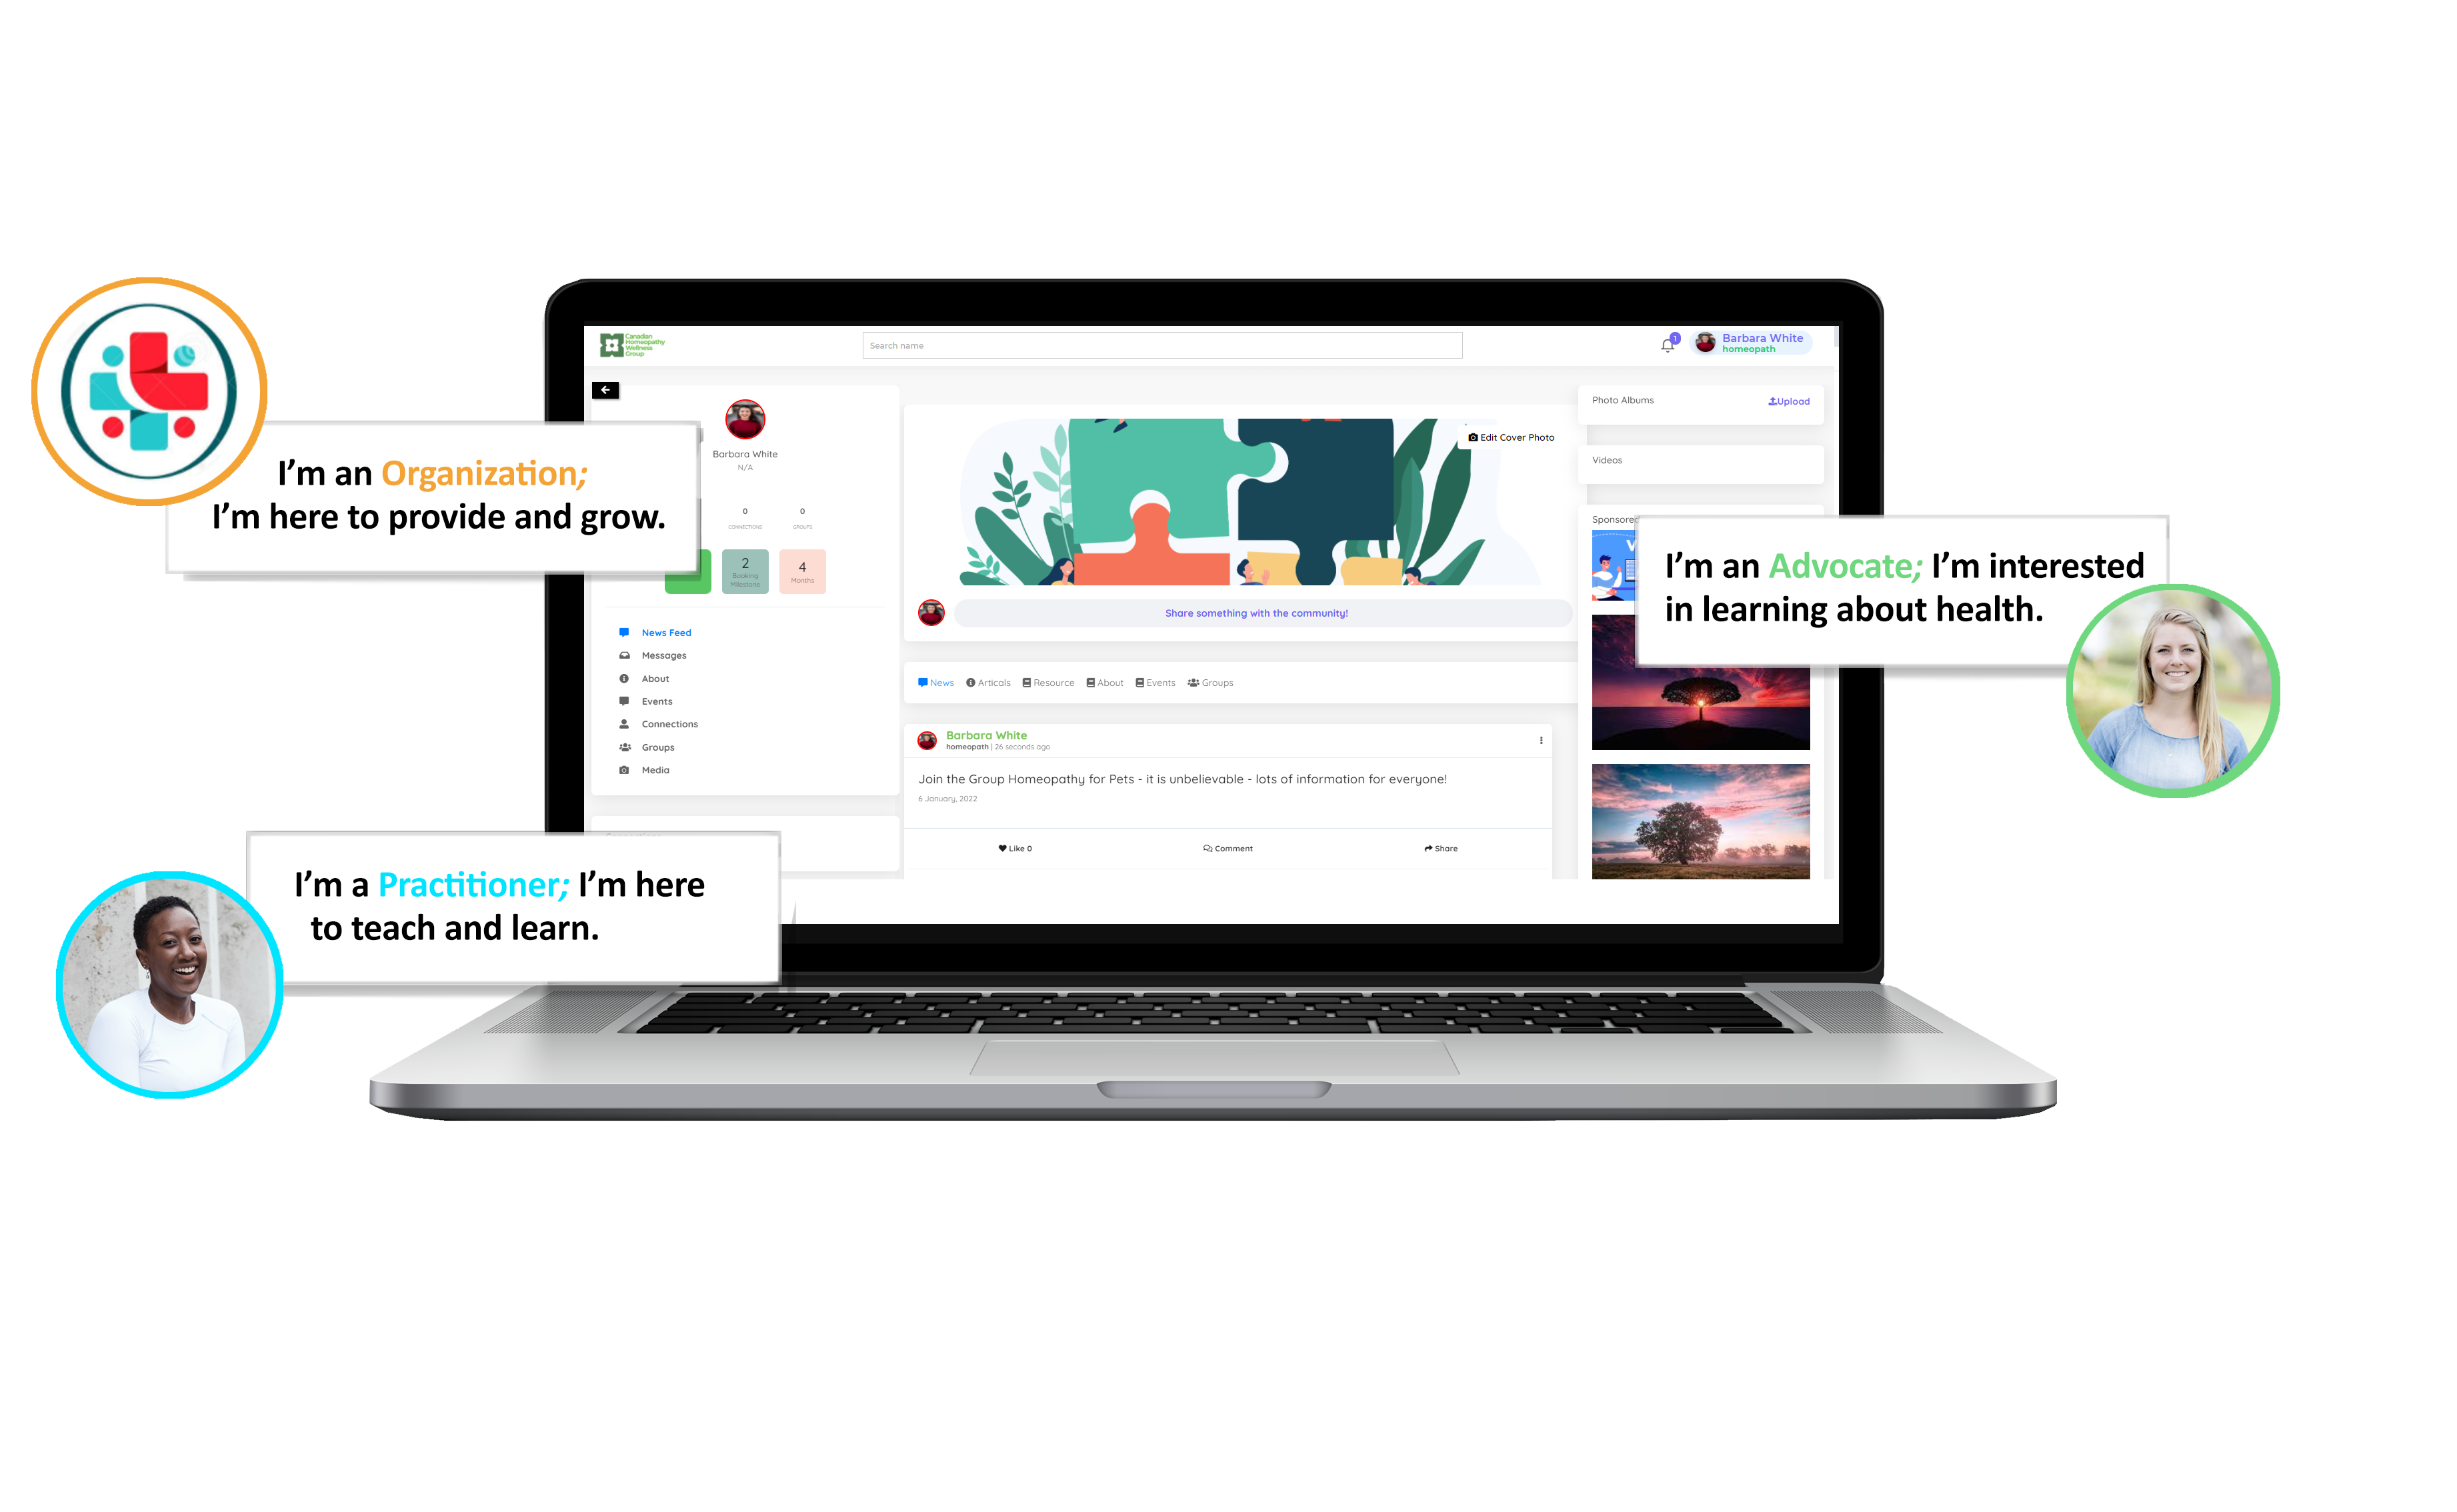 Canadian
Homeopathy
Wellness
Group
Search name
1
Barbara White
homeopath
I'm an Organization;
I'm here to provide and grow.
Barbara White
N/A
0
CONNECTIONS
0
GROUPS
2
Booking
Milestone
4
Months
News Feed
Messages
About
Events
Connections
Groups
Media
Edit Cover Photo
Share something with the community!
News Articals Resource About Events Groups
Barbara White
homeopath | 26 seconds ago
Join the Group Homeopathy for Pets - it is unbelievable - lots of information for everyone!
6 January, 2022
Like 0 Comment Share
Photo Albums Upload
Videos
I'm an Advocate; I'm interested
in learning about health.
I'm a Practitioner; I'm here
to teach and learn.